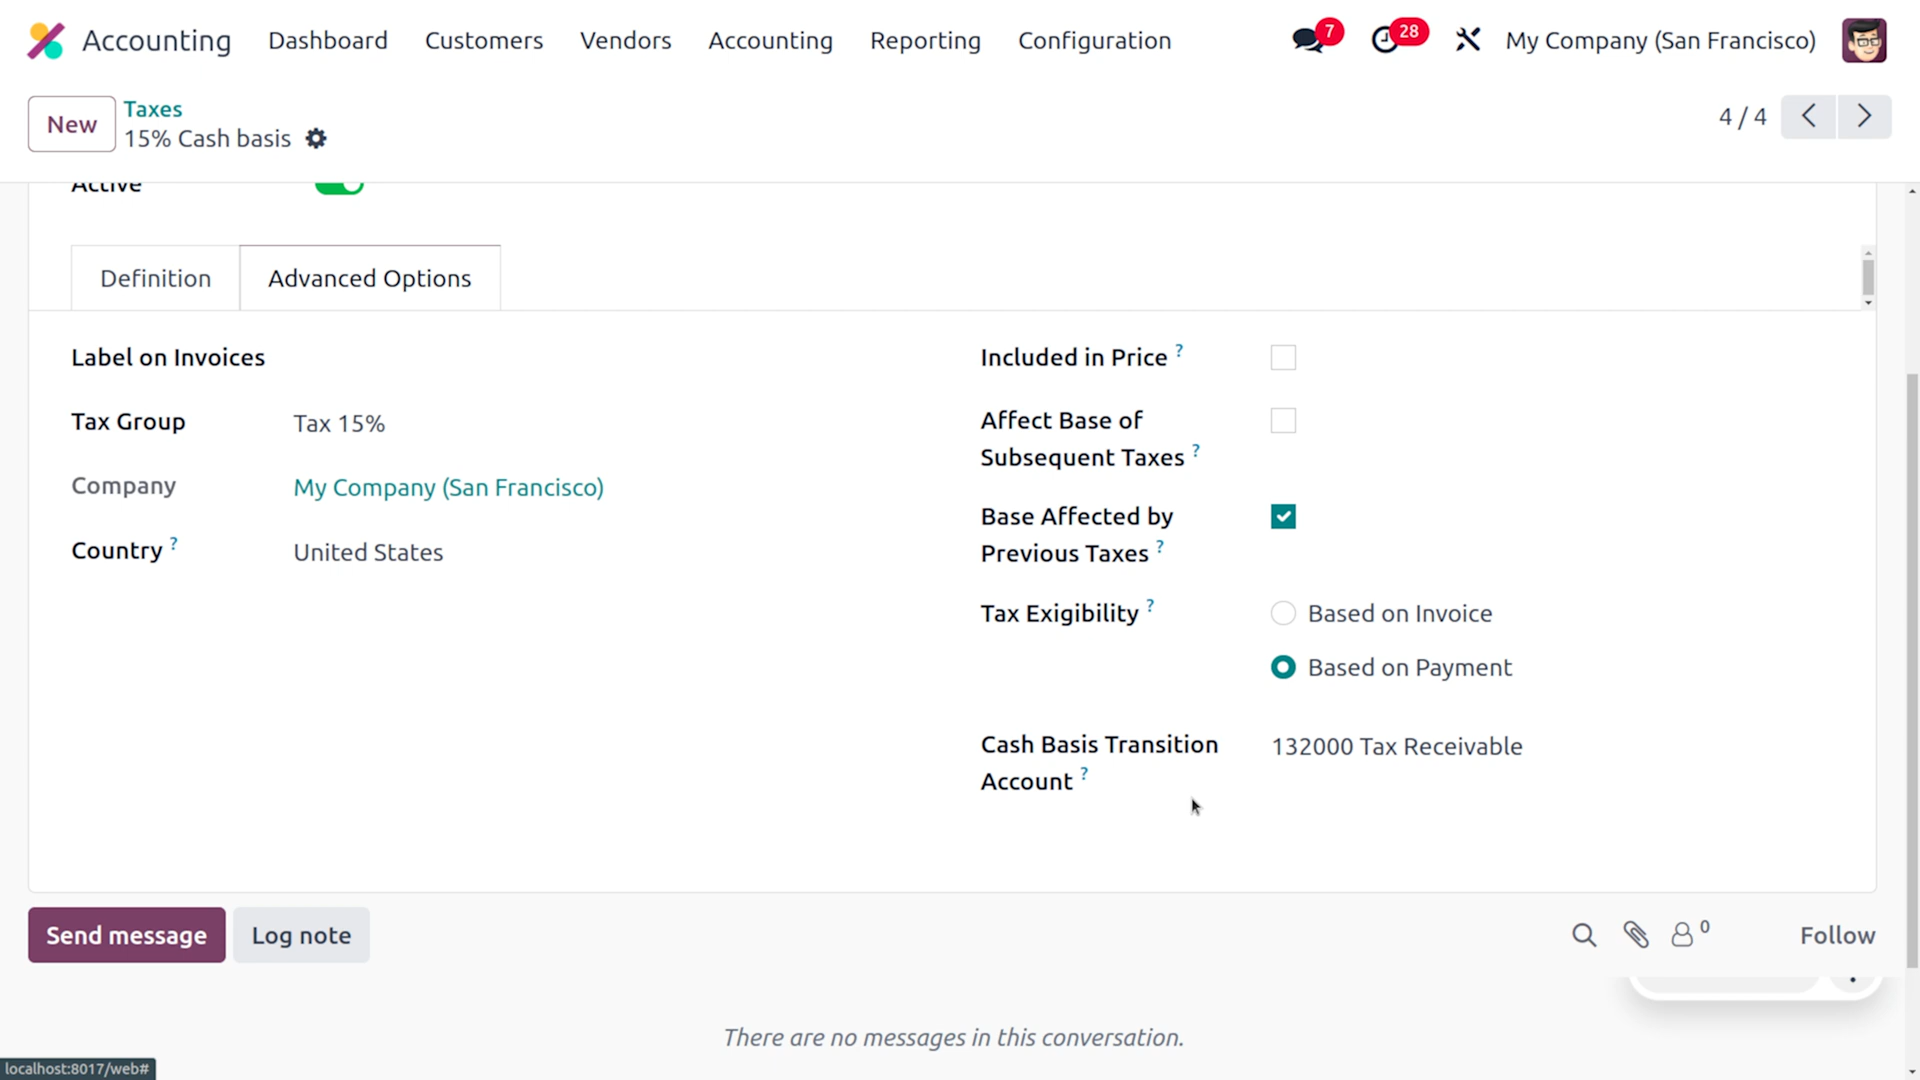 Accounting Dashboard Customers Vendors Accounting Reporting Configuration 7 28 My Company (San Francisco)
New Taxes
15% Cash basis
4 / 4
Active
Definition Advanced Options
Label on Invoices
Tax Group Tax 15%
Company My Company (San Francisco)
Country ? United States
Included in Price ?
Affect Base of
Subsequent Taxes ?
Base Affected by
Previous Taxes ?
Tax Exigibility ? Based on Invoice
Based on Payment
Cash Basis Transition
Account ?
132000 Tax Receivable
Send message Log note 0 Follow
There are no messages in this conversation.
localhost:8017/web#